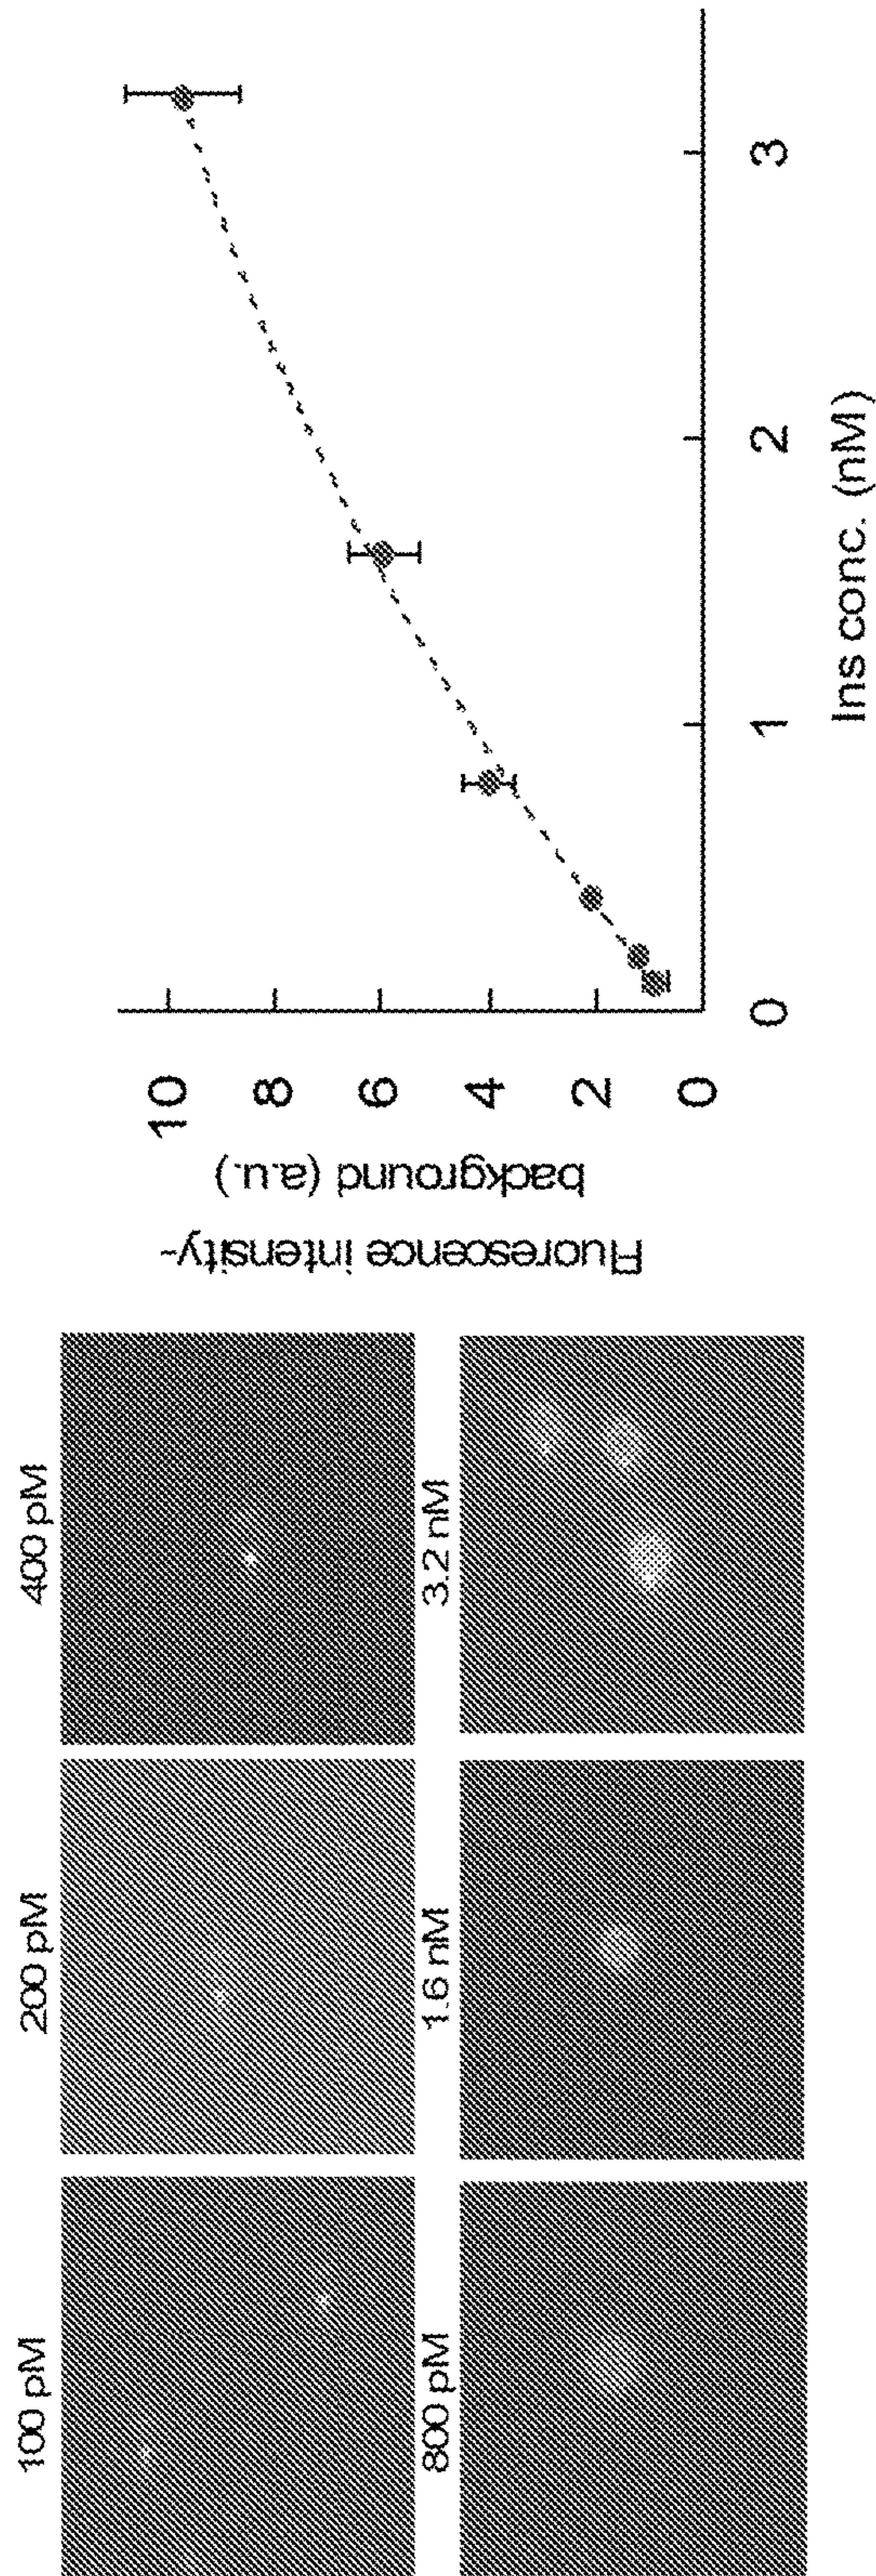 100 pM
200 pM
400 pM
800 pM
1.6 nM
3.2 nM
Fluorescence intensity-
background (a.u.)
10
8
6
4
2
0
0
1
2
3
Ins conc. (nM)